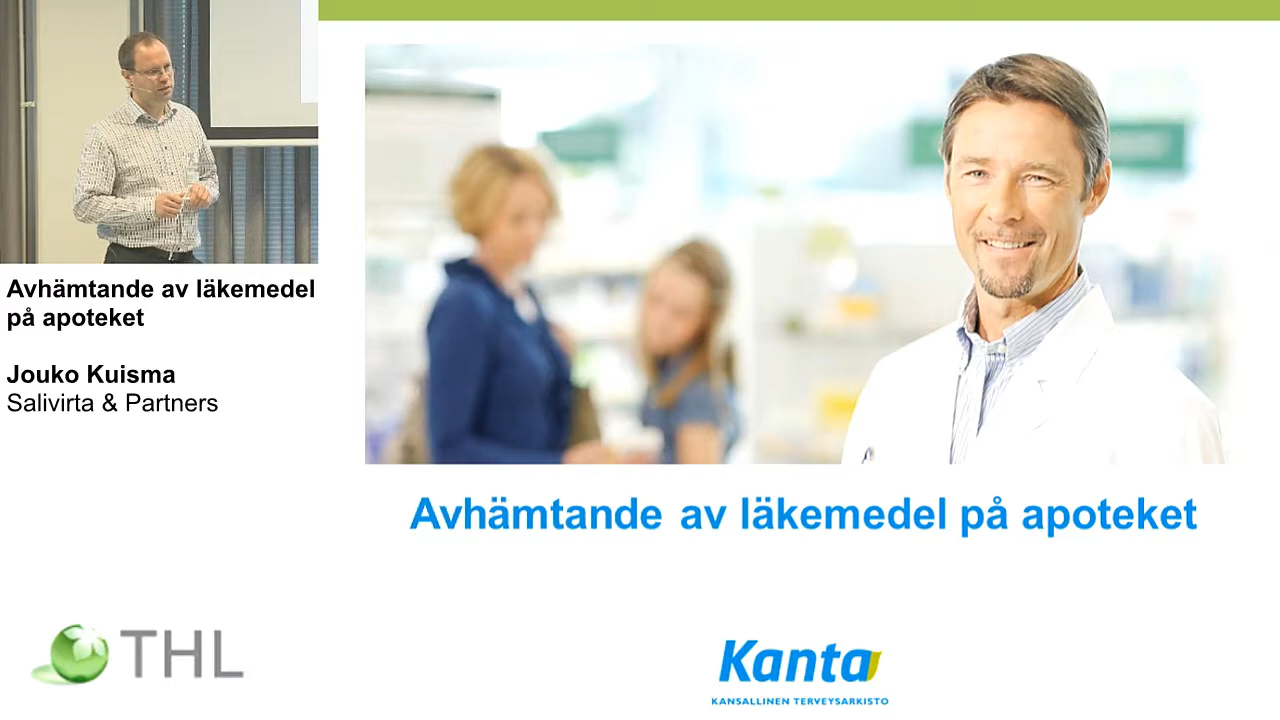 Avhämtande av läkemedel
på apoteket
Jouko Kuisma
Salivirta & Partners
Avhämtande av läkemedel på apoteket
THL
Kanta
KANSALLINEN TERVEYSARKISTO